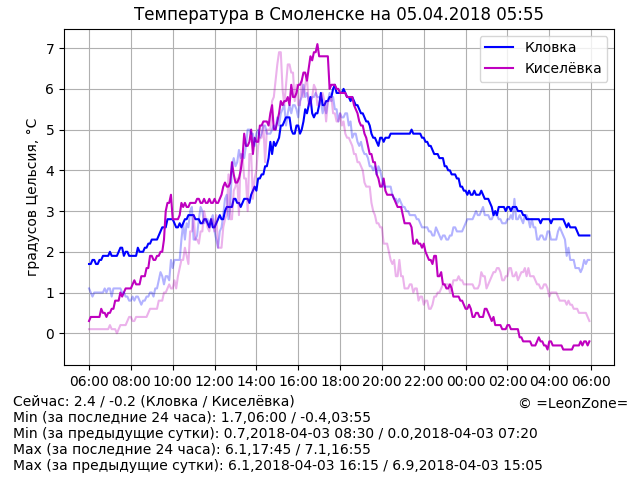 Температура в Смоленске на 05.04.2018 05:55
Кловка
Киселёвка
градусов Цельсия, °C
7
6
5
4
3
2
1
0
06:00 08:00 10:00 12:00 14:00 16:00 18:00 20:00 22:00 00:00 02:00 04:00 06:00
Сейчас: 2.4 / -0.2 (Кловка / Киселёвка)
© =LeonZone=
Min (за последние 24 часа): 1.7,06:00 / -0.4,03:55
Min (за предыдущие сутки): 0.7,2018-04-03 08:30 / 0.0,2018-04-03 07:20
Max (за последние 24 часа): 6.1,17:45 / 7.1,16:55
Max (за предыдущие сутки): 6.1,2018-04-03 16:15 / 6.9,2018-04-03 15:05